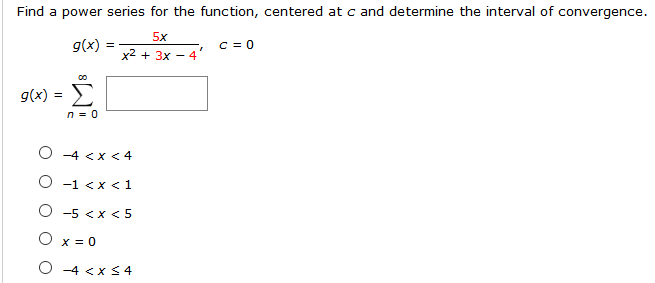 Find a power series for the function, centered at c and determine the interval of convergence.
g(x) = 5x / (x² + 3x − 4), c = 0
g(x) = ∞ Σ n = 0
−4 < x < 4
−1 < x < 1
−5 < x < 5
x = 0
−4 < x ≤ 4